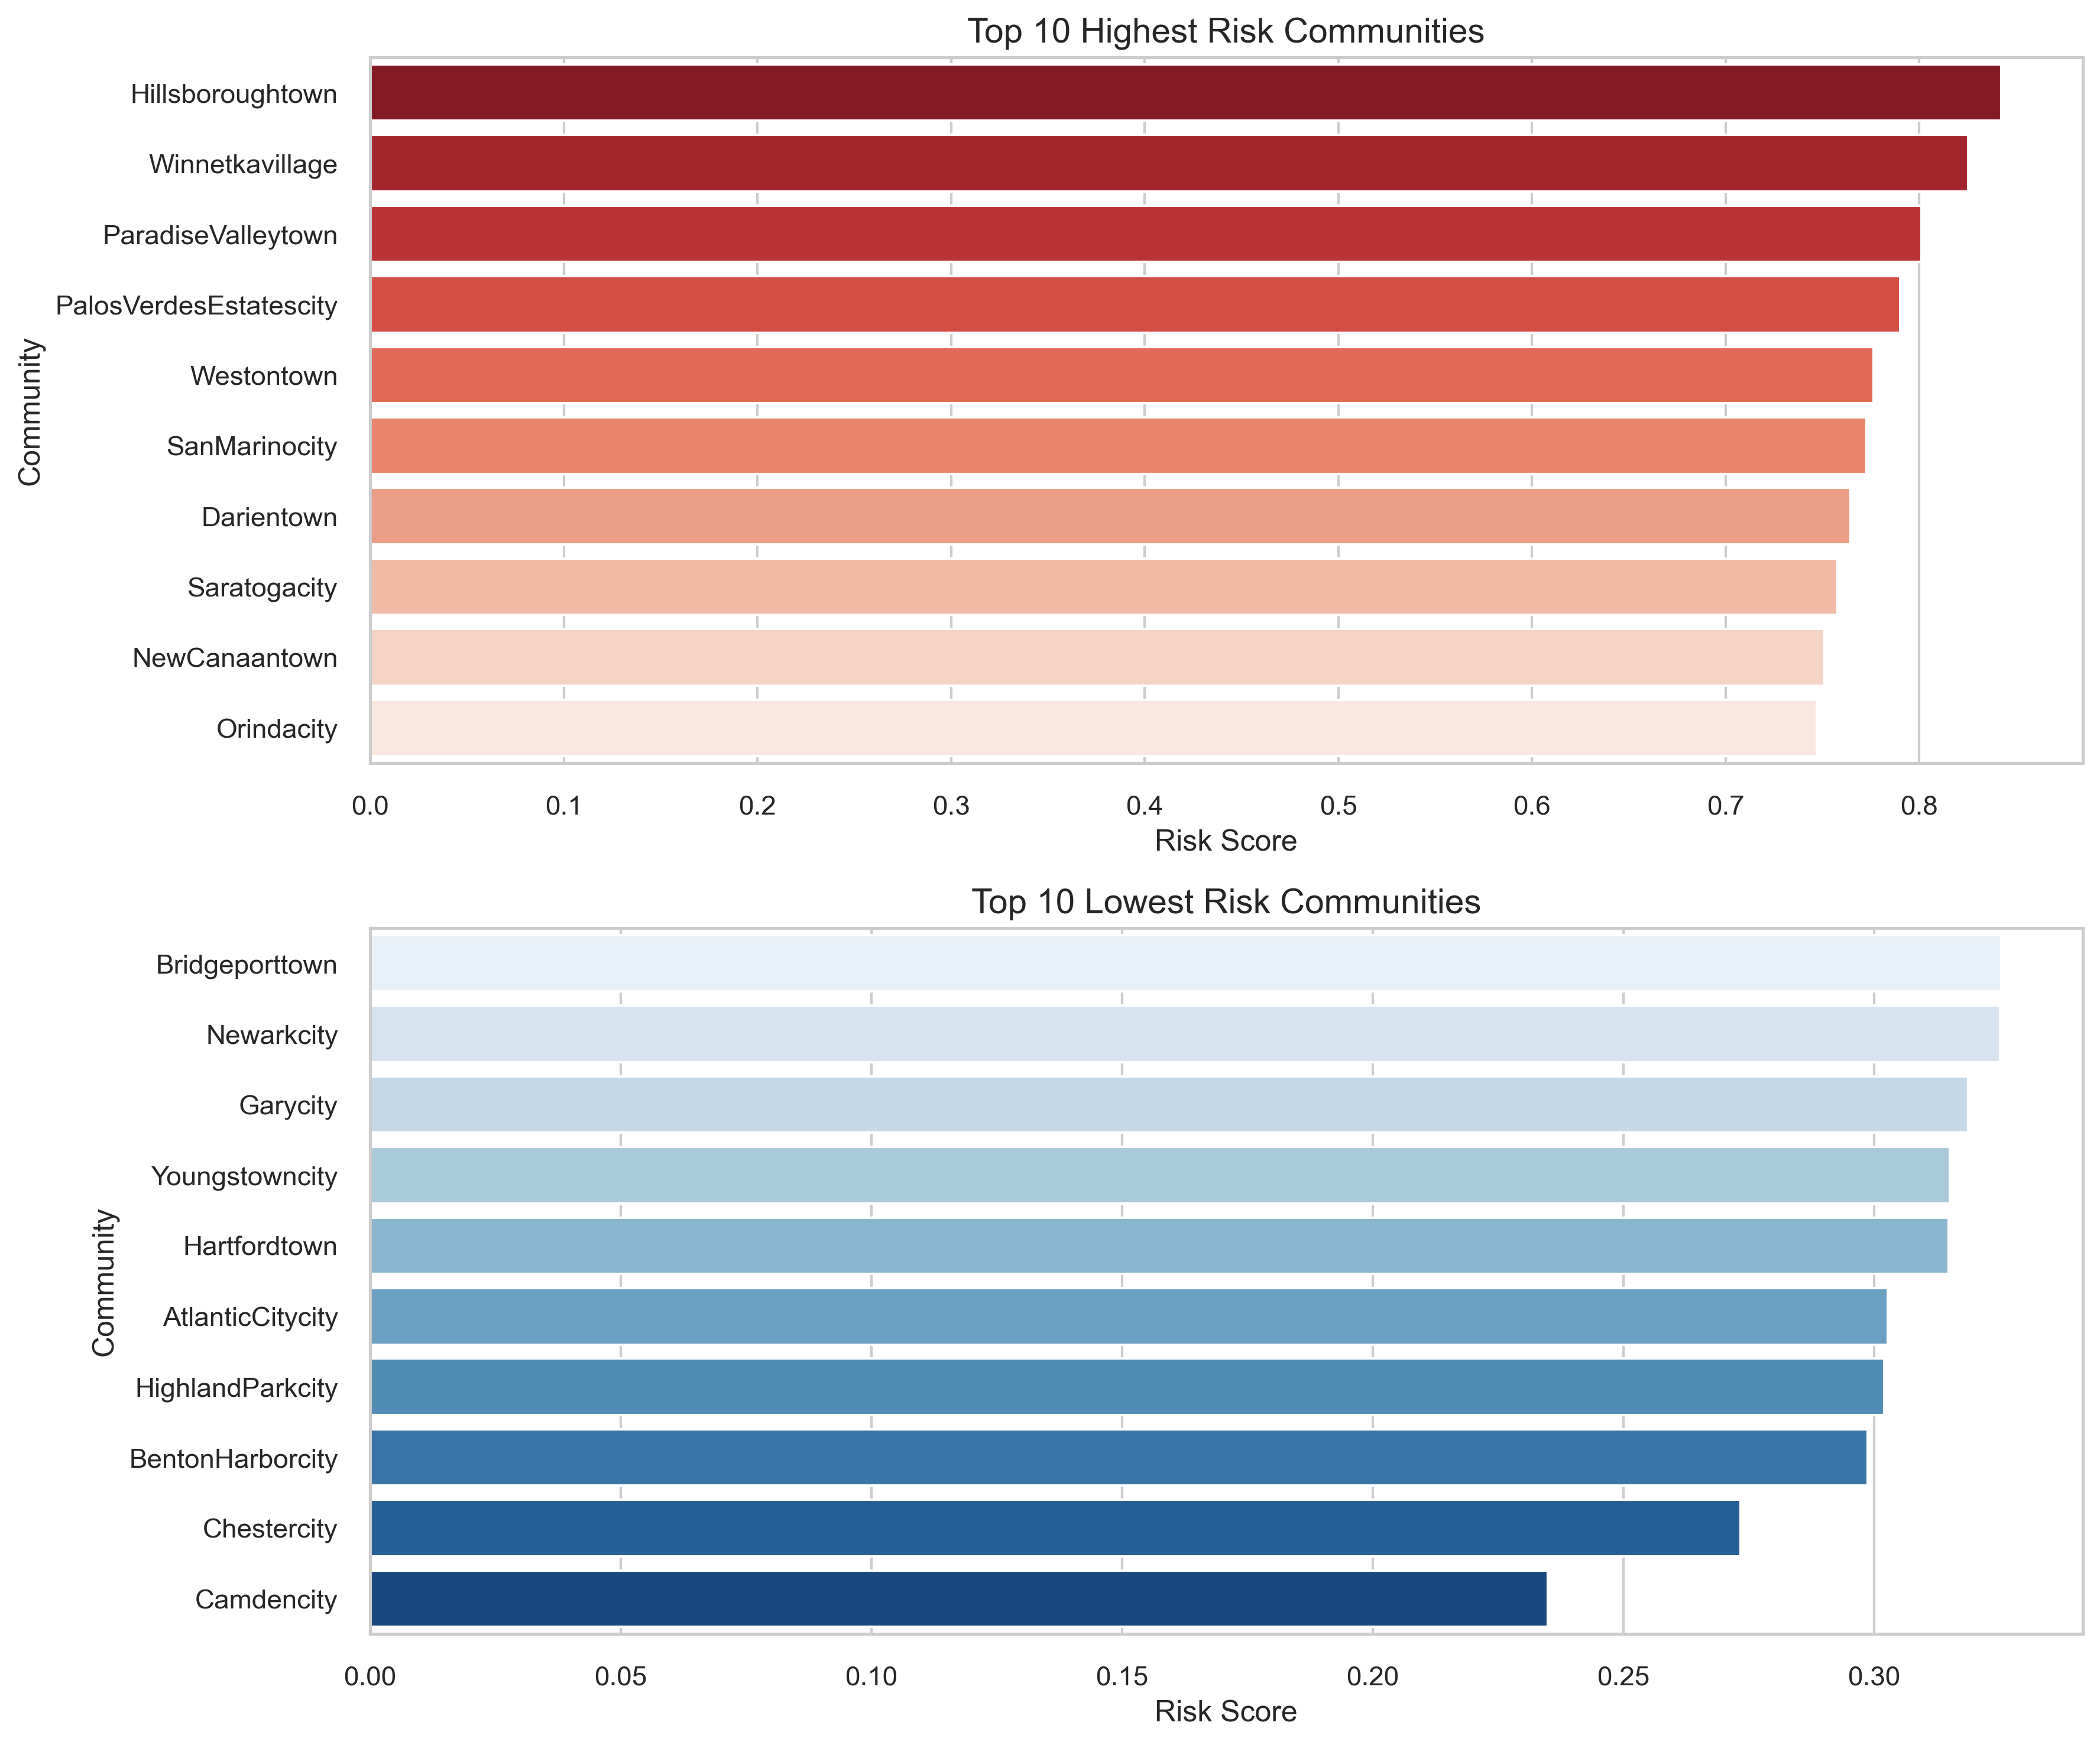 Top 10 Highest Risk Communities
Community
Hillsboroughtown
Winnetkavillage
ParadiseValleytown
PalosVerdesEstatescity
Westontown
SanMarinocity
Darientown
Saratogacity
NewCanaantown
Orindacity
0.0 0.1 0.2 0.3 0.4 0.5 0.6 0.7 0.8
Risk Score
Top 10 Lowest Risk Communities
Community
Bridgeporttown
Newarkcity
Garycity
Youngstowncity
Hartfordtown
AtlanticCitycity
HighlandParkcity
BentonHarborcity
Chestercity
Camdencity
0.00 0.05 0.10 0.15 0.20 0.25 0.30
Risk Score